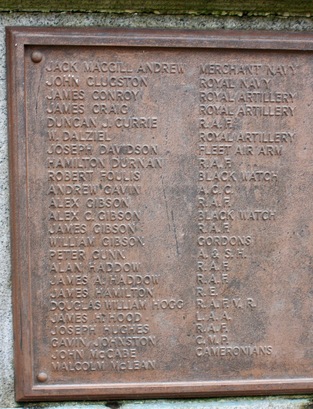 JACK MACGILL ANDREW MERCHANT NAVY
JOHN CLUGSTON ROYAL NAVY
JAMES CONROY ROYAL ARTILLERY
JAMES CRAIG ROYAL ARTILLERY
DUNCAN J. CURRIE R.A.F.
W. DALZIEL ROYAL ARTILLERY
JOSEPH DAVIDSON FLEET AIR ARM
HAMILTON DURNAN R.A.F.
ROBERT FOULIS BLACK WATCH
ANDREW GAVIN A.C.C.
ALEX GIBSON R.A.F.
ALEX C. GIBSON BLACK WATCH
JAMES GIBSON R.A.F.
WILLIAM GIBSON GORDONS
PETER GUNN A. & S.H.
ALAN HADDOW R.A.F.
JAMES A. HADDOW R.A.F.
JAMES HAMILTON R.E.
DOUGLAS WILLIAM HOGG R.A.F.V.R.
JAMES P. HOOD L.A.A.
JOSEPH HUGHES R.A.F.
GAVIN JOHNSTON C.M.P.
JOHN McCABE CAMERONIANS
MALCOLM McLEAN